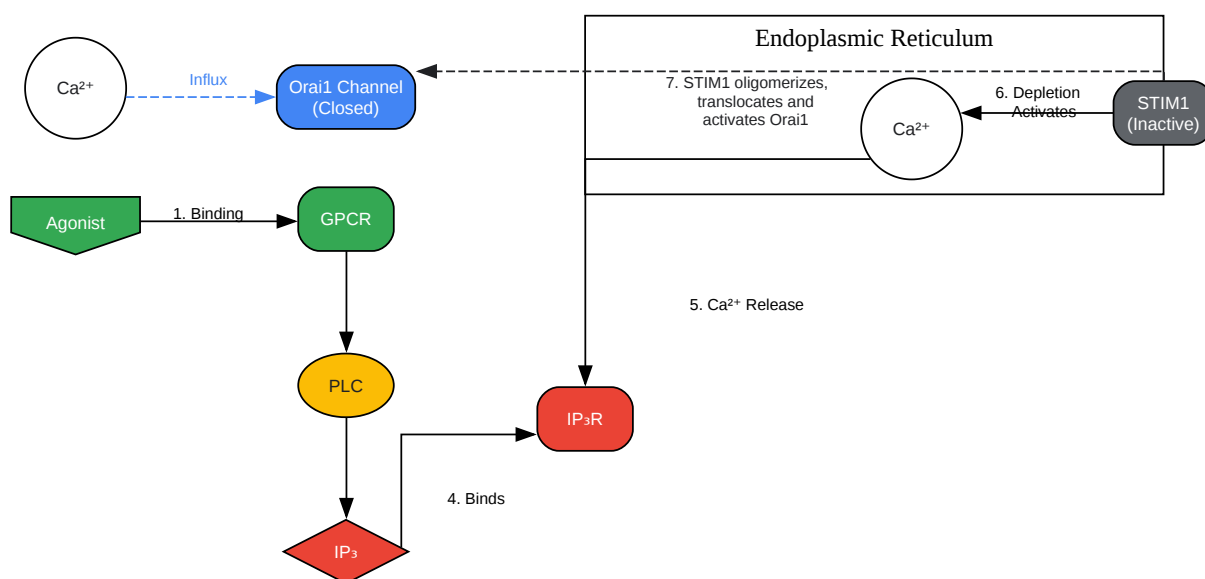 Endoplasmic Reticulum
Ca²⁺
Influx
Orai1 Channel
(Closed)
7. STIM1 oligomerizes,
translocates and
activates Orai1
Ca²⁺
6. Depletion
Activates
STIM1
(Inactive)
Agonist
1. Binding
GPCR
5. Ca²⁺ Release
PLC
IP₃R
4. Binds
IP₃